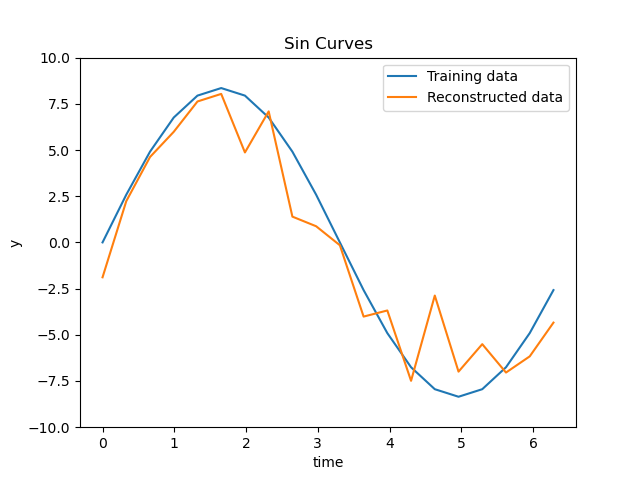 Sin Curves
Training data
Reconstructed data
10.0
7.5
5.0
2.5
0.0
−2.5
−5.0
−7.5
−10.0
y
0 1 2 3 4 5 6
time